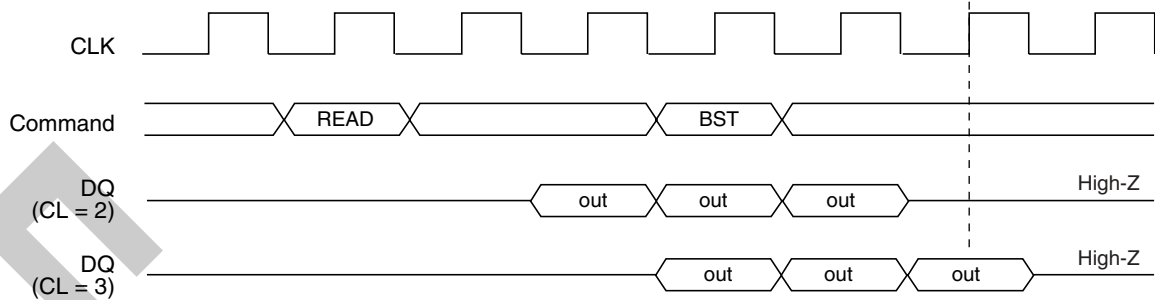 CLK
Command READ BST
DQ
(CL = 2) out out out High-Z
DQ
(CL = 3) out out out High-Z